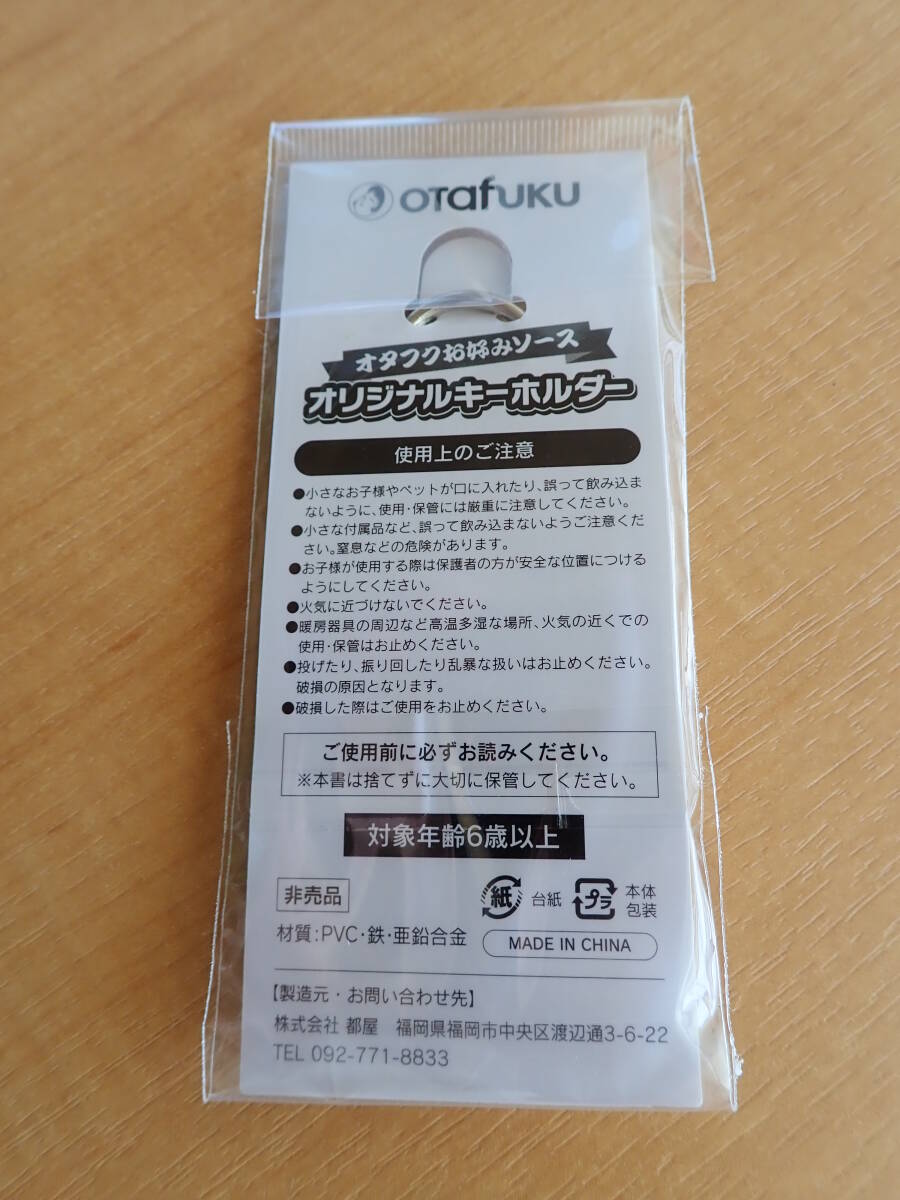 OTafUKU
オタフクお好みソース
オリジナルキーホルダー
使用上のご注意
●小さなお子様やペットが口に入れたり、誤って飲み込ま
ないように、使用・保管には厳重に注意してください。
●小さな付属品など、誤って飲み込まないようご注意くだ
さい。窒息などの危険があります。
●お子様が使用する際は保護者の方が安全な位置につける
ようにしてください。
●火気に近づけないでください。
●暖房器具の周辺など高温多湿な場所、火気の近くでの
使用・保管はお止めください。
●投げたり、振り回したり乱暴な扱いはお止めください。
破損の原因となります。
●破損した際はご使用をお止めください。
ご使用前に必ずお読みください。
※本書は捨てずに大切に保管してください。
対象年齢6歳以上
非売品
紙 台紙 プラ 本体
包装
材質:PVC・鉄・亜鉛合金
MADE IN CHINA
【製造元・お問い合わせ先】
株式会社 都屋 福岡県福岡市中央区渡辺通3-6-22
TEL 092-771-8833